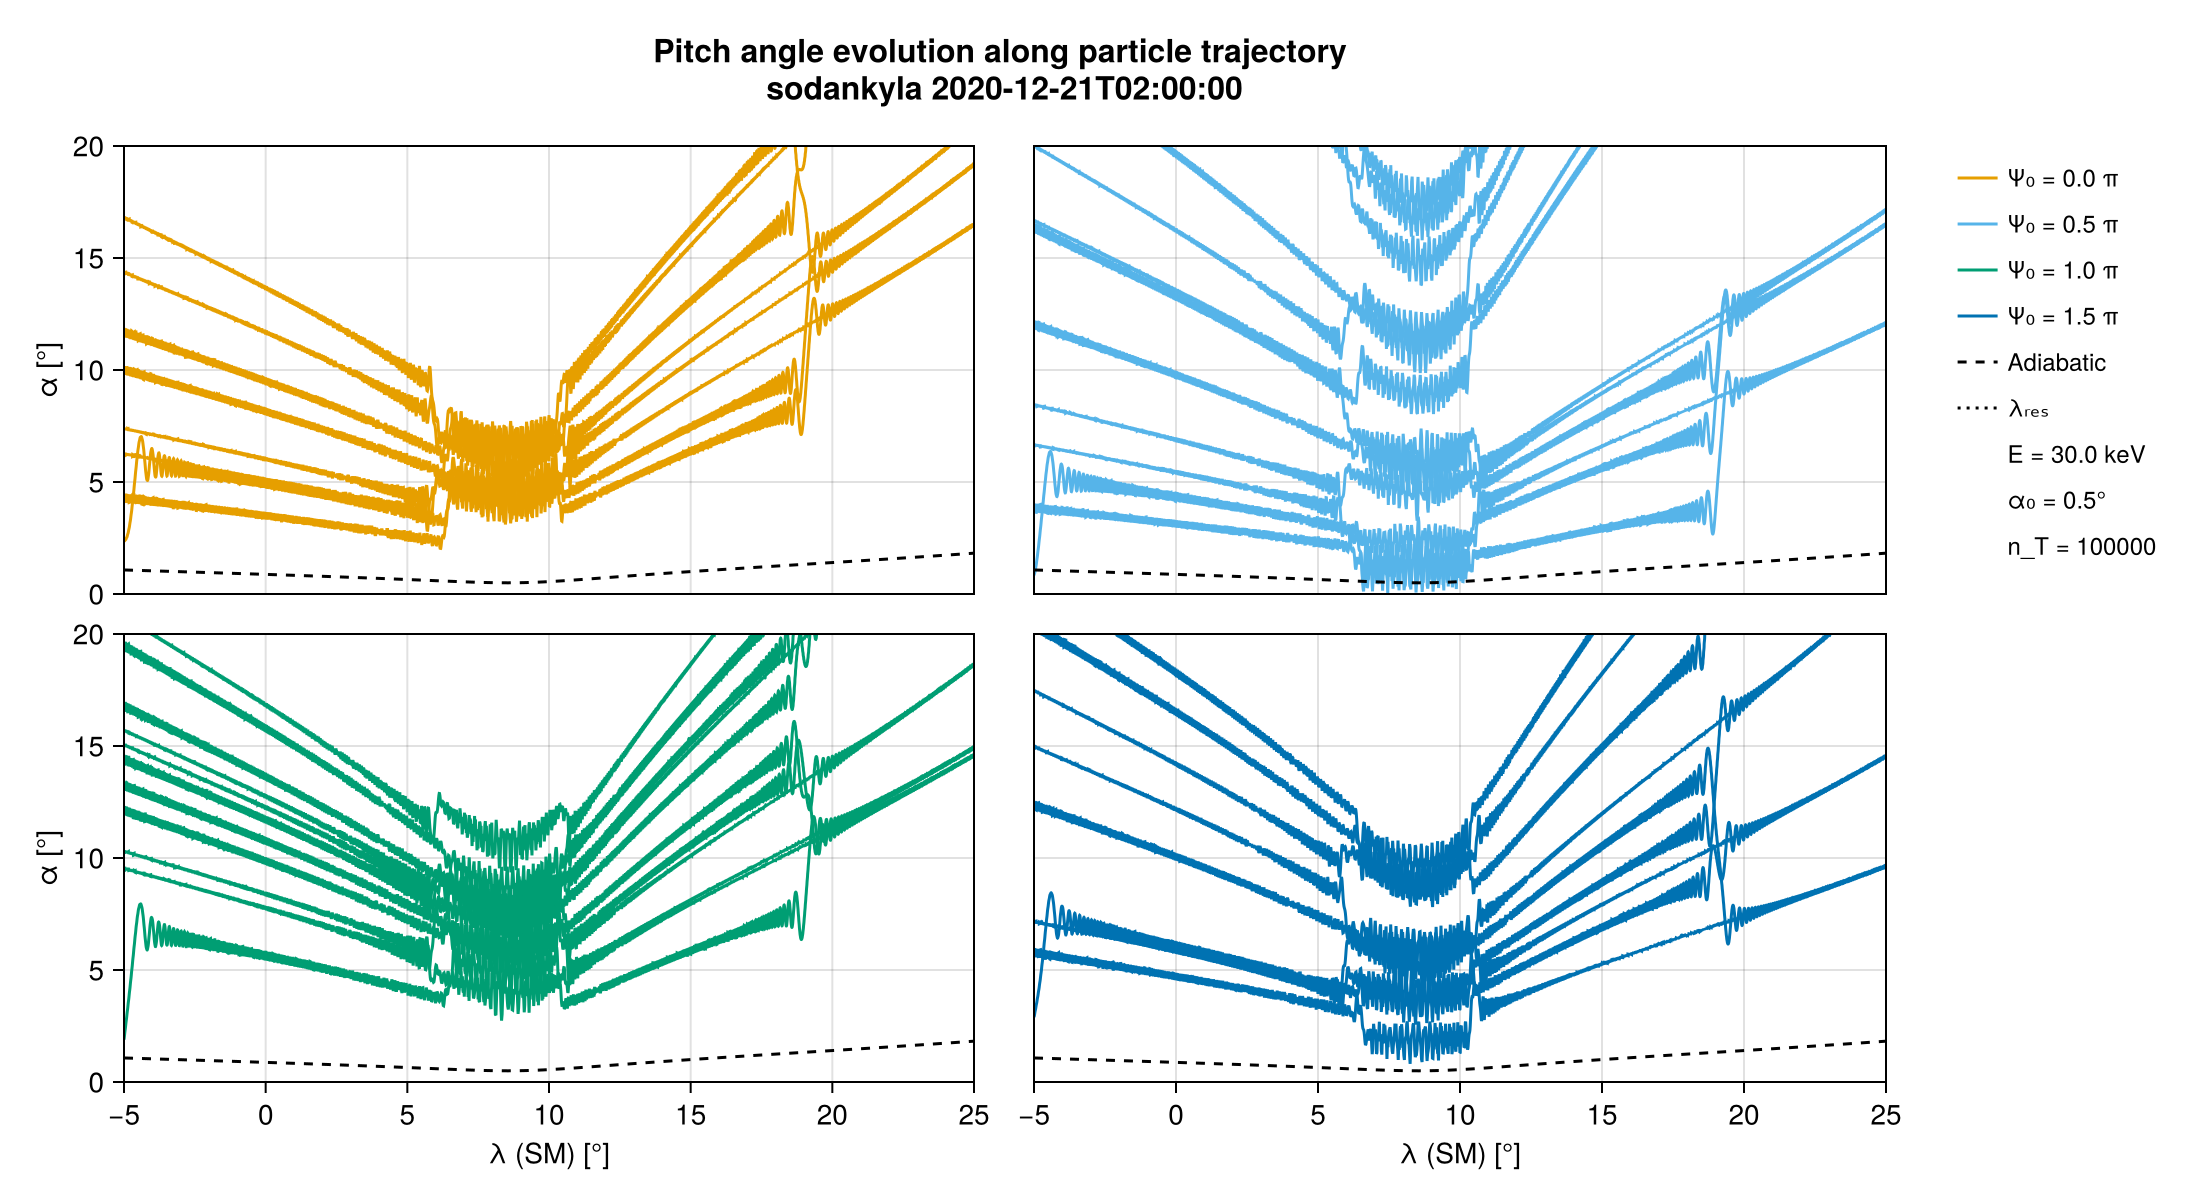 Pitch angle evolution along particle trajectory
sodankyla 2020-12-21T02:00:00
20
15
10
5
0
α [°]
20
15
10
5
0
α [°]
−5 0 5 10 15 20 25
λ (SM) [°]
−5 0 5 10 15 20 25
λ (SM) [°]
Ψ₀ = 0.0 π
Ψ₀ = 0.5 π
Ψ₀ = 1.0 π
Ψ₀ = 1.5 π
Adiabatic
λᵣₑₛ
E = 30.0 keV
α₀ = 0.5°
n_T = 100000